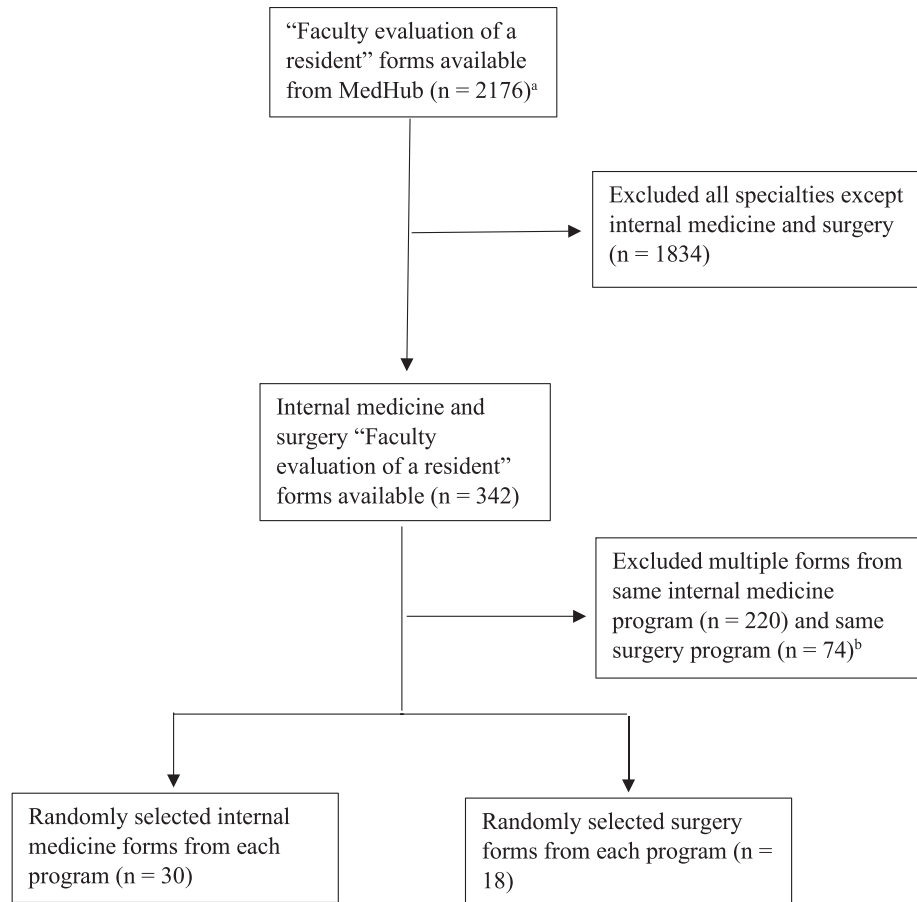 “Faculty evaluation of a
resident” forms available
from MedHub (n = 2176)ᵃ
Excluded all specialties except
internal medicine and surgery
(n = 1834)
Internal medicine and
surgery “Faculty
evaluation of a resident”
forms available (n = 342)
Excluded multiple forms from
same internal medicine
program (n = 220) and same
surgery program (n = 74)ᵇ
Randomly selected internal
medicine forms from each
program (n = 30)
Randomly selected surgery
forms from each program (n =
18)